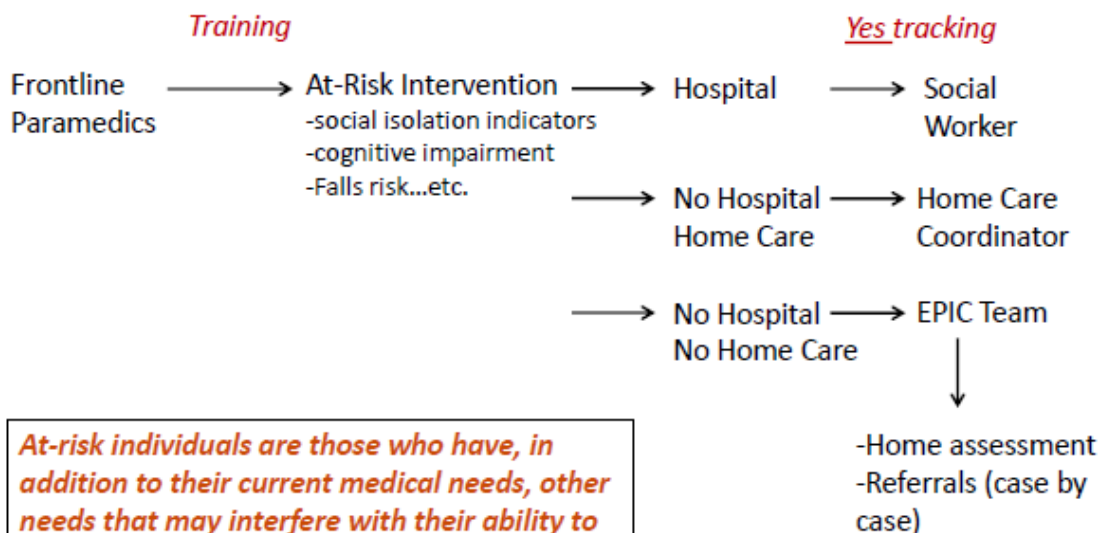 Training
Yes tracking
Frontline
Paramedics
At-Risk Intervention
-social isolation indicators
-cognitive impairment
-Falls risk...etc.
Hospital
Social
Worker
No Hospital
Home Care
Home Care
Coordinator
No Hospital
No Home Care
EPIC Team
-Home assessment
-Referrals (case by
case)
At-risk individuals are those who have, in
addition to their current medical needs, other
needs that may interfere with their ability to